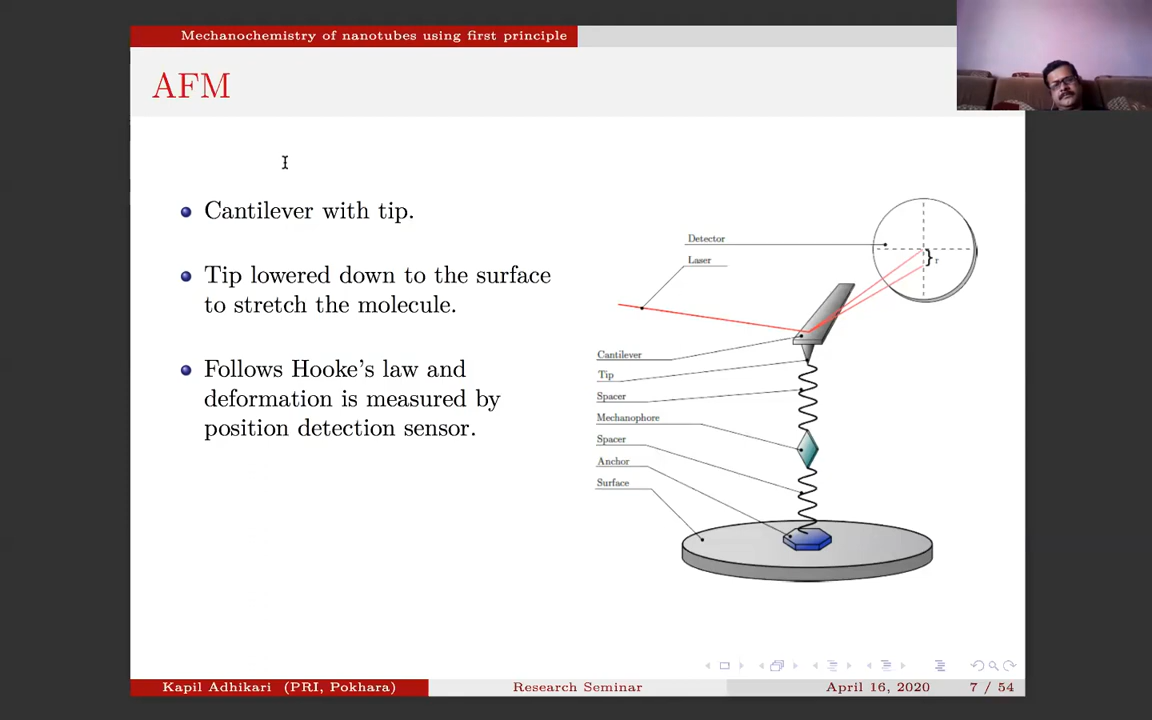 Mechanochemistry of nanotubes using first principle
AFM
Cantilever with tip.
Tip lowered down to the surface
to stretch the molecule.
Follows Hooke's law and
deformation is measured by
position detection sensor.
Detector
Laser
r
Cantilever
Tip
Spacer
Mechanophore
Spacer
Anchor
Surface
Kapil Adhikari (PRI, Pokhara)
Research Seminar
April 16, 2020
7 / 54